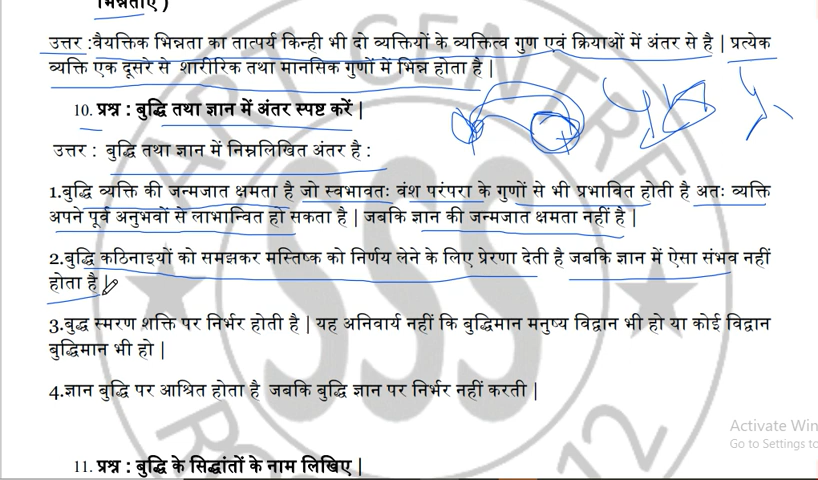 भिन्नताएं )
उत्तर :वैयक्तिक भिन्नता का तात्पर्य किन्ही भी दो व्यक्तियों के व्यक्तित्व गुण एवं क्रियाओं में अंतर से है | प्रत्येक
व्यक्ति एक दूसरे से शारीरिक तथा मानसिक गुणों में भिन्न होता है |
10. प्रश्न : बुद्धि तथा ज्ञान में अंतर स्पष्ट करें |
उत्तर : बुद्धि तथा ज्ञान में निम्नलिखित अंतर है :
1.बुद्धि व्यक्ति की जन्मजात क्षमता है जो स्वभावतः वंश परंपरा के गुणों से भी प्रभावित होती है अतः व्यक्ति
अपने पूर्व अनुभवों से लाभान्वित हो सकता है | जबकि ज्ञान की जन्मजात क्षमता नहीं है |
2.बुद्धि कठिनाइयों को समझकर मस्तिष्क को निर्णय लेने के लिए प्रेरणा देती है जबकि ज्ञान में ऐसा संभव नहीं
होता है |
3.बुद्ध स्मरण शक्ति पर निर्भर होती है | यह अनिवार्य नहीं कि बुद्धिमान मनुष्य विद्वान भी हो या कोई विद्वान
बुद्धिमान भी हो |
4.ज्ञान बुद्धि पर आश्रित होता है जबकि बुद्धि ज्ञान पर निर्भर नहीं करती |
11. प्रश्न : बुद्धि के सिद्धांतों के नाम लिखिए |
ART CENTRE
SSS
12
Activate Win
Go to Settings to